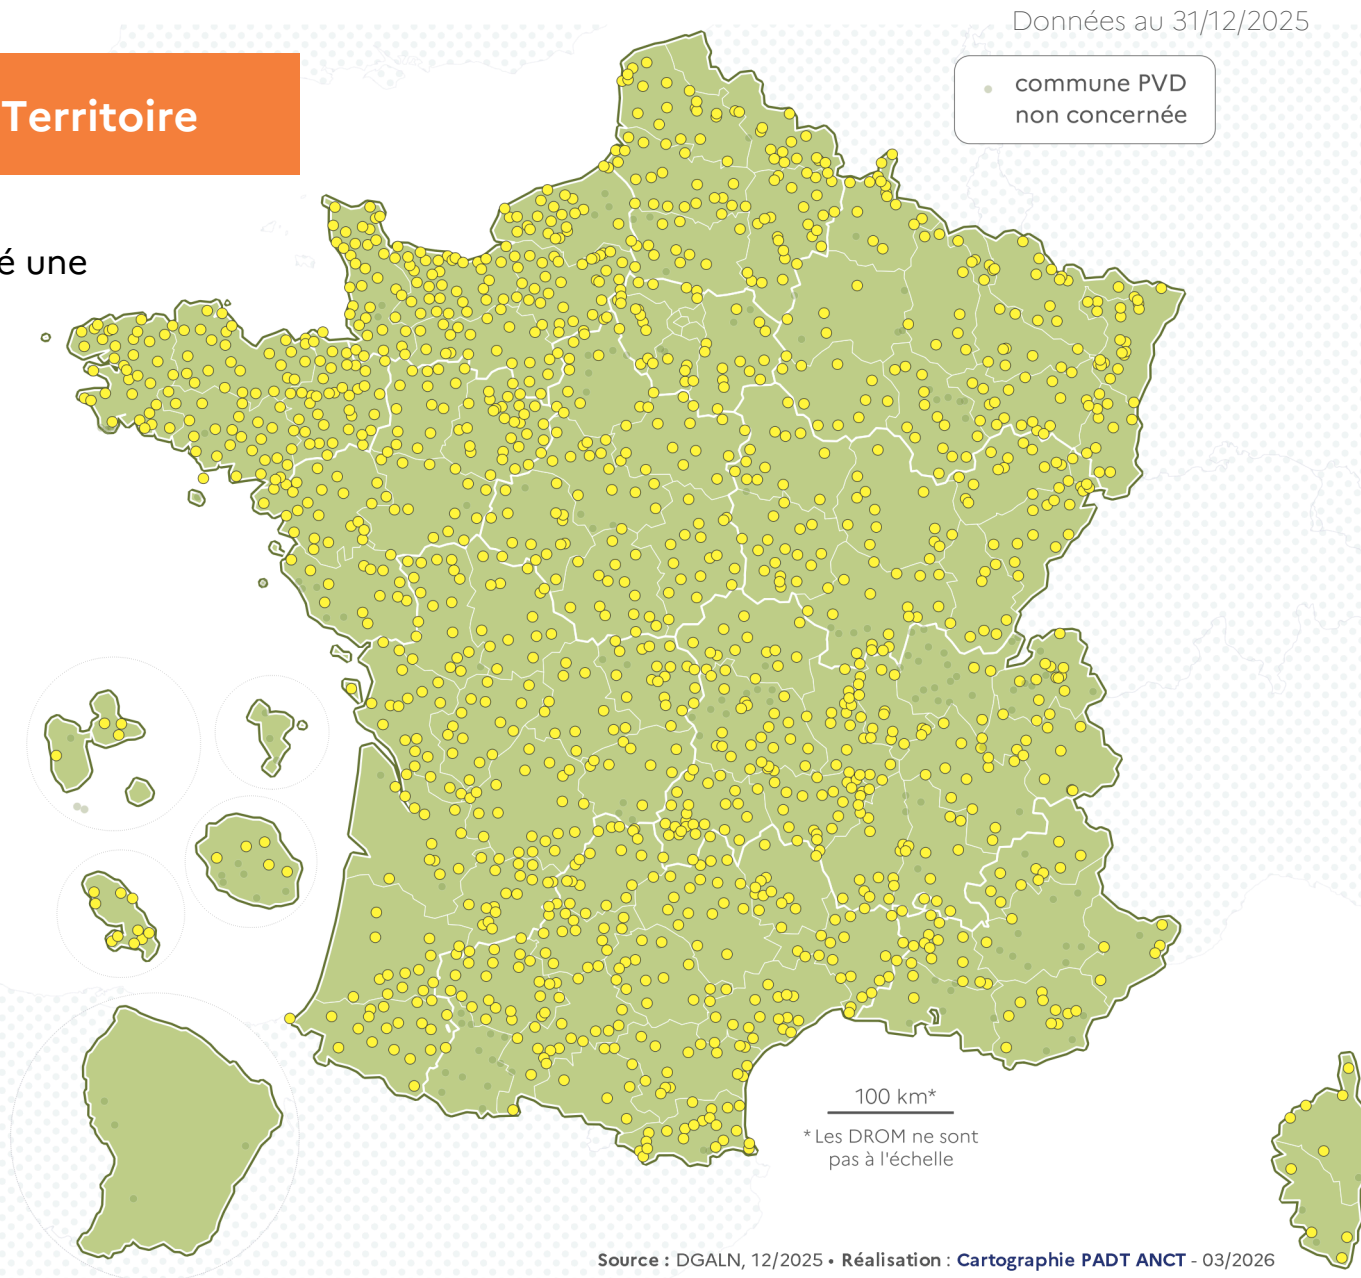 Données au 31/12/2025
commune PVD
non concernée
Territoire
é une
100 km*
* Les DROM ne sont
pas à l'échelle
Source : DGALN, 12/2025 • Réalisation : Cartographie PADT ANCT - 03/2026